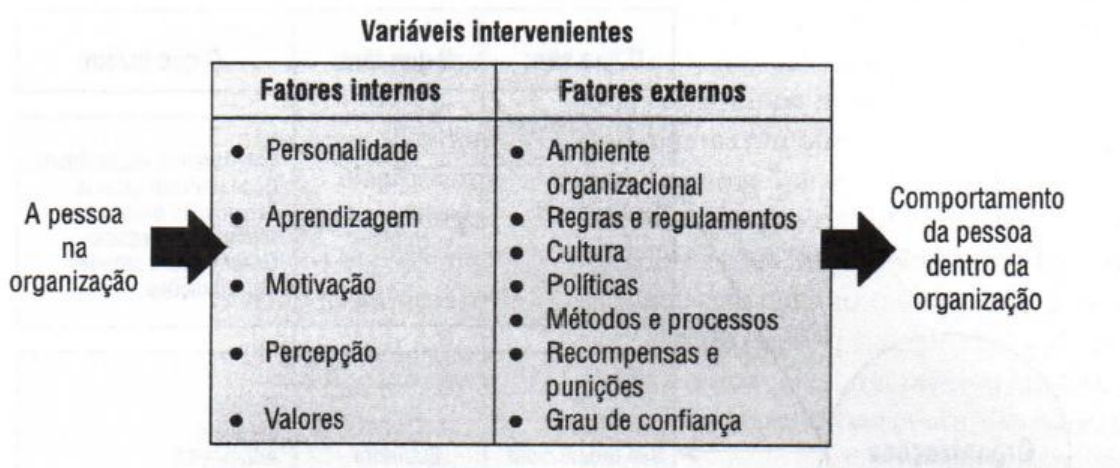 Variáveis intervenientes
Fatores internos
Fatores externos
A pessoa
na
organização
• Personalidade
Aprendizagem
• Motivação
• Percepção
• Valores
• Ambiente
organizacional
• Regras e regulamentos
• Cultura
• Políticas
• Métodos e processos
• Recompensas e
punições
• Grau de confiança
Comportamento
da pessoa
dentro da
organização